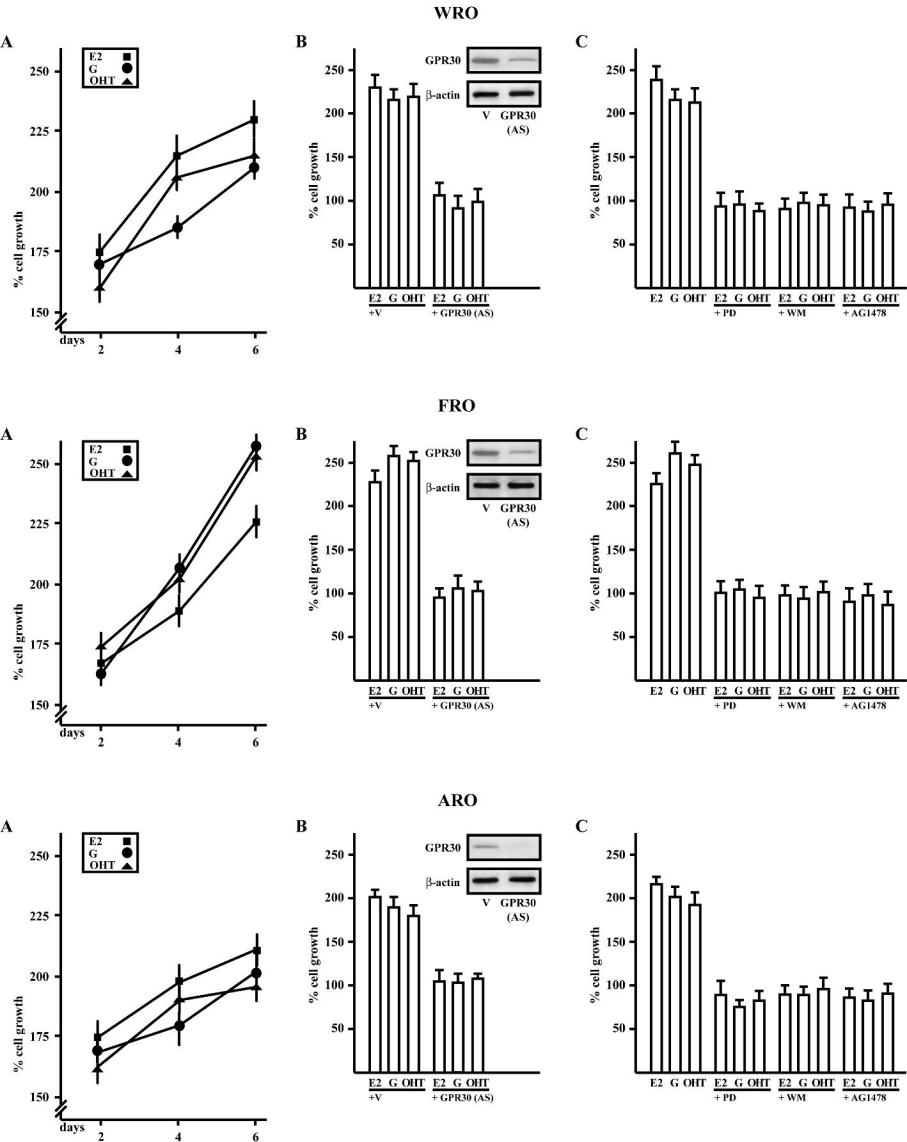 WRO
A
E2
G
OHT
250
225
200
175
150
% cell growth
days
2
4
6
B
GPR30
β-actin
V
GPR30
(AS)
250
200
150
100
50
% cell growth
E2 G OHT
E2 G OHT
+V
+ GPR30 (AS)
C
250
200
150
100
50
% cell growth
E2 G OHT
E2 G OHT
E2 G OHT
E2 G OHT
+ PD
+ WM
+ AG1478
FRO
A
E2
G
OHT
250
225
200
175
150
% cell growth
days
2
4
6
B
GPR30
β-actin
V
GPR30
(AS)
250
200
150
100
50
% cell growth
E2 G OHT
E2 G OHT
+V
+ GPR30 (AS)
C
250
200
150
100
50
% cell growth
E2 G OHT
E2 G OHT
E2 G OHT
E2 G OHT
+ PD
+ WM
+ AG1478
ARO
A
E2
G
OHT
250
225
200
175
150
% cell growth
days
2
4
6
B
GPR30
β-actin
V
GPR30
(AS)
250
200
150
100
50
% cell growth
E2 G OHT
E2 G OHT
+V
+ GPR30 (AS)
C
250
200
150
100
50
% cell growth
E2 G OHT
E2 G OHT
E2 G OHT
E2 G OHT
+ PD
+ WM
+ AG1478